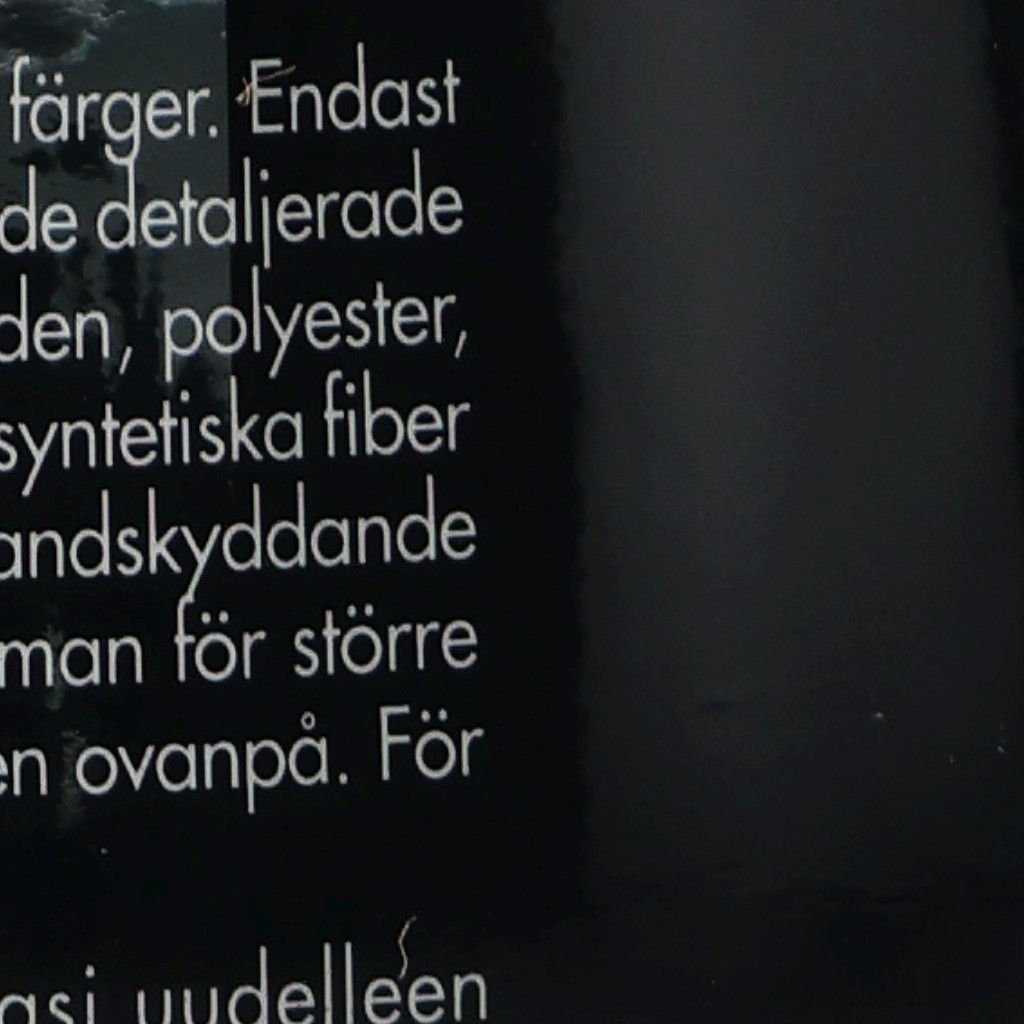 färger. Endast
de detaljerade
den, polyester,
syntetiska fiber
andskyddande
man för större
en ovanpå. För
asi uudelleen